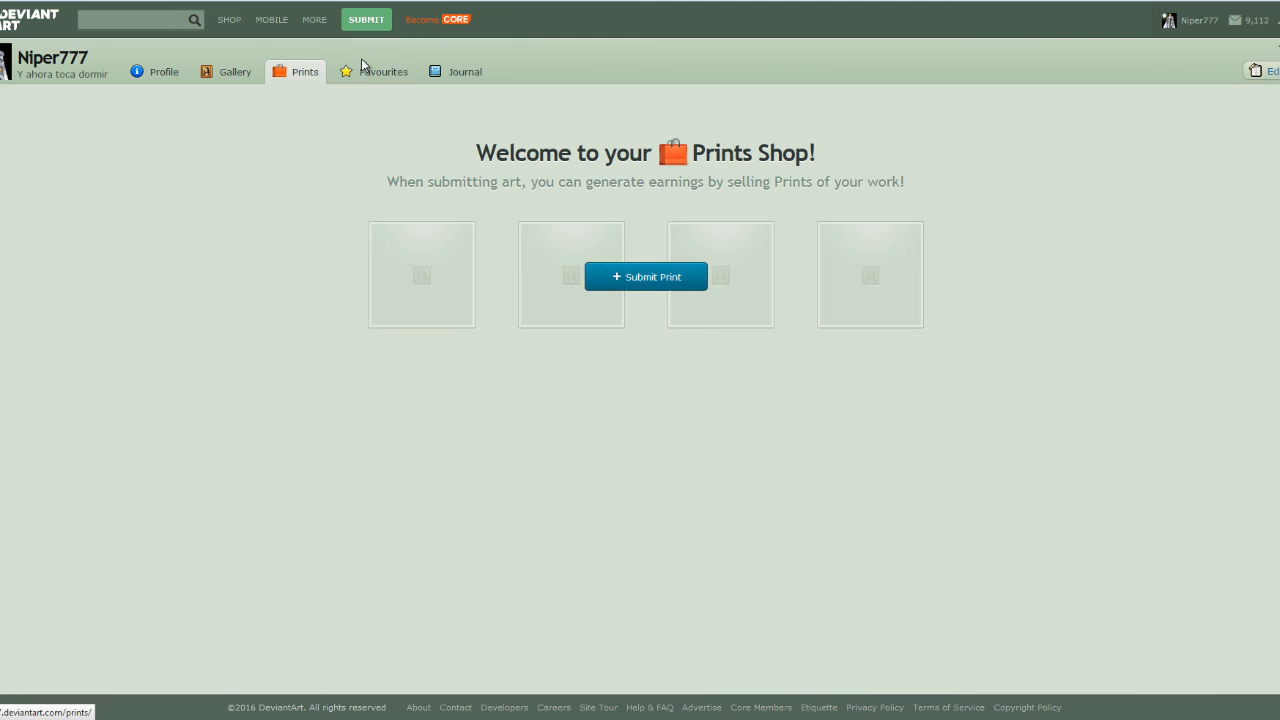 DEVIANT
ART
SHOP MOBILE MORE SUBMIT Become CORE Niper777 9,112
Niper777
Y ahora toca dormir
Profile Gallery Prints Favourites Journal
Welcome to your Prints Shop!
When submitting art, you can generate earnings by selling Prints of your work!
+ Submit Print
©2016 DeviantArt. All rights reserved About Contact Developers Careers Site Tour Help & FAQ Advertise Core Members Etiquette Privacy Policy Terms of Service Copyright Policy
7.deviantart.com/prints/